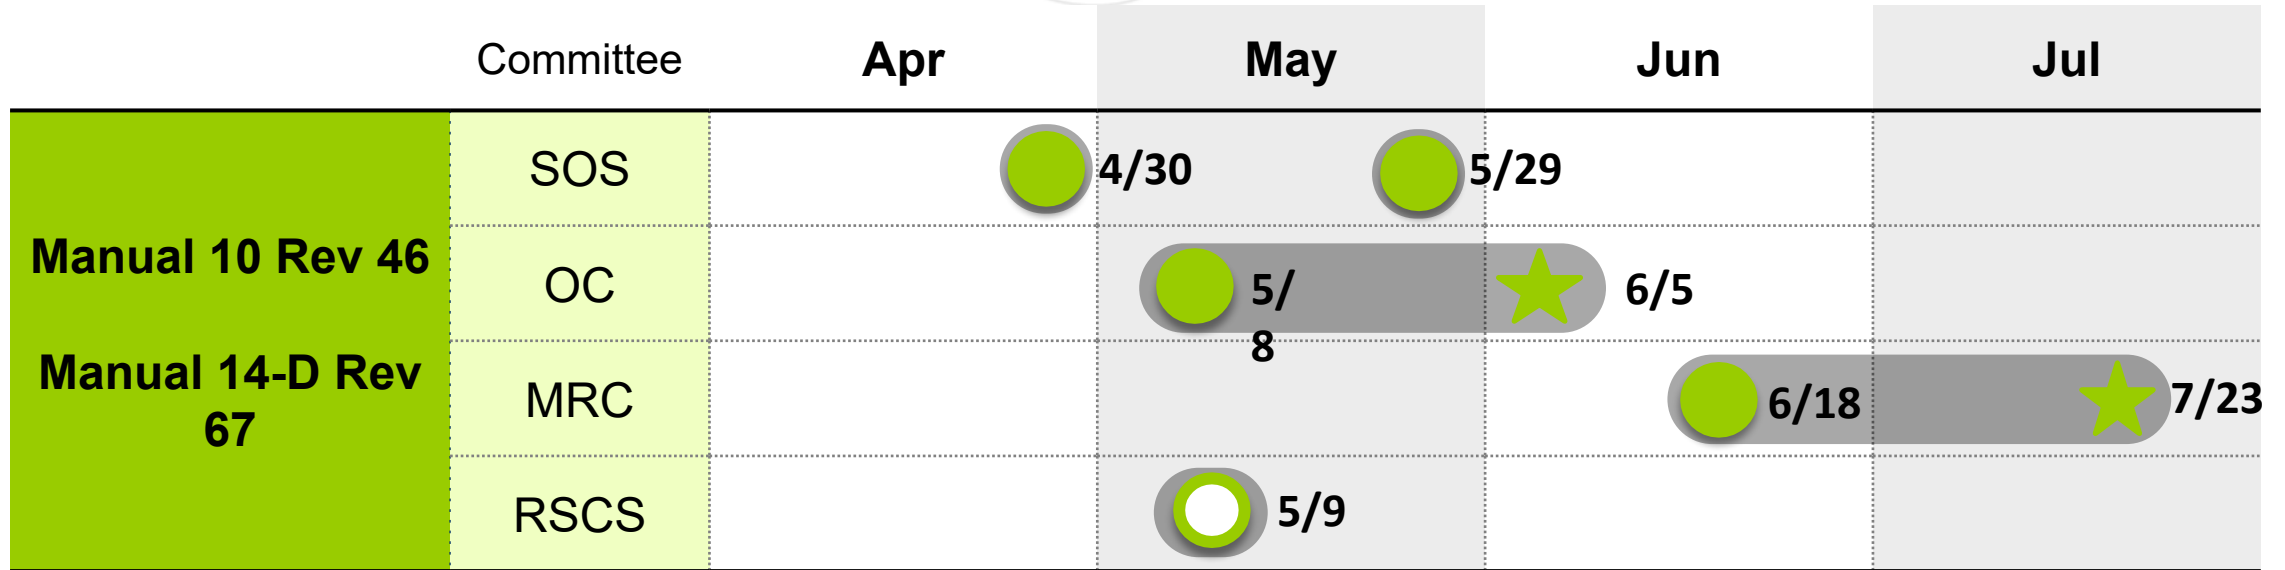 Committee Apr May Jun Jul
SOS 4/30 5/29
Manual 10 Rev 46
OC 5/
8 6/5
Manual 14-D Rev
67
MRC 6/18 7/23
RSCS 5/9